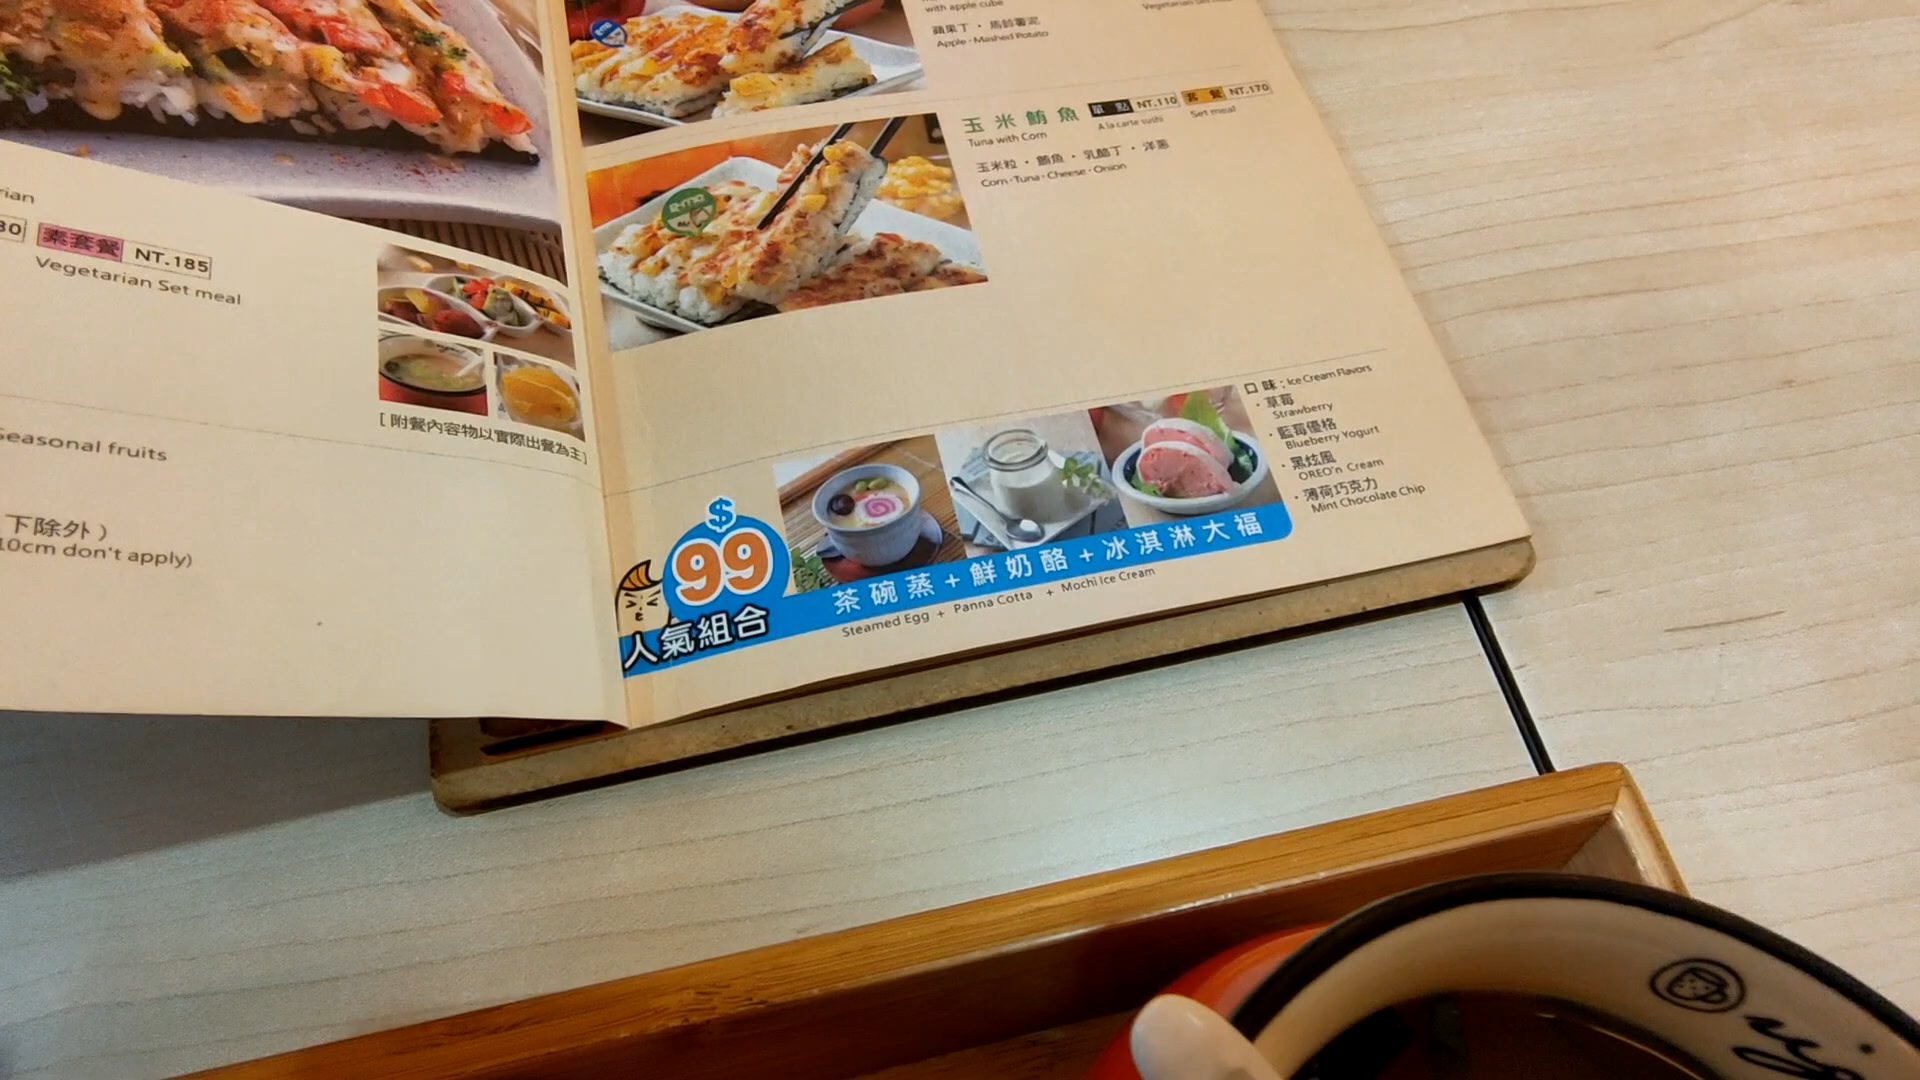 rian
30 素套餐 NT.185
Vegetarian Set meal
[ 附餐內容物以實際出餐為主 ]
Seasonal fruits
下除外 )
10cm don't apply)
with apple cube
蘋果丁・馬鈴薯泥
Apple・Mashed Potato
玉米鮪魚 單點 NT.110 套餐 NT.170
Tuna with Corn A la carte sushi Set meal
玉米粒・鮪魚・乳酪丁・洋蔥
Corn・Tuna・Cheese・Onion
口味 : Ice Cream Flavors
・草莓
Strawberry
・藍莓優格
Blueberry Yogurt
・黑炫風
OREO'n Cream
・薄荷巧克力
Mint Chocolate Chip
$99
人氣組合
茶碗蒸+鮮奶酪+冰淇淋大福
Steamed Egg + Panna Cotta + Mochi Ice Cream